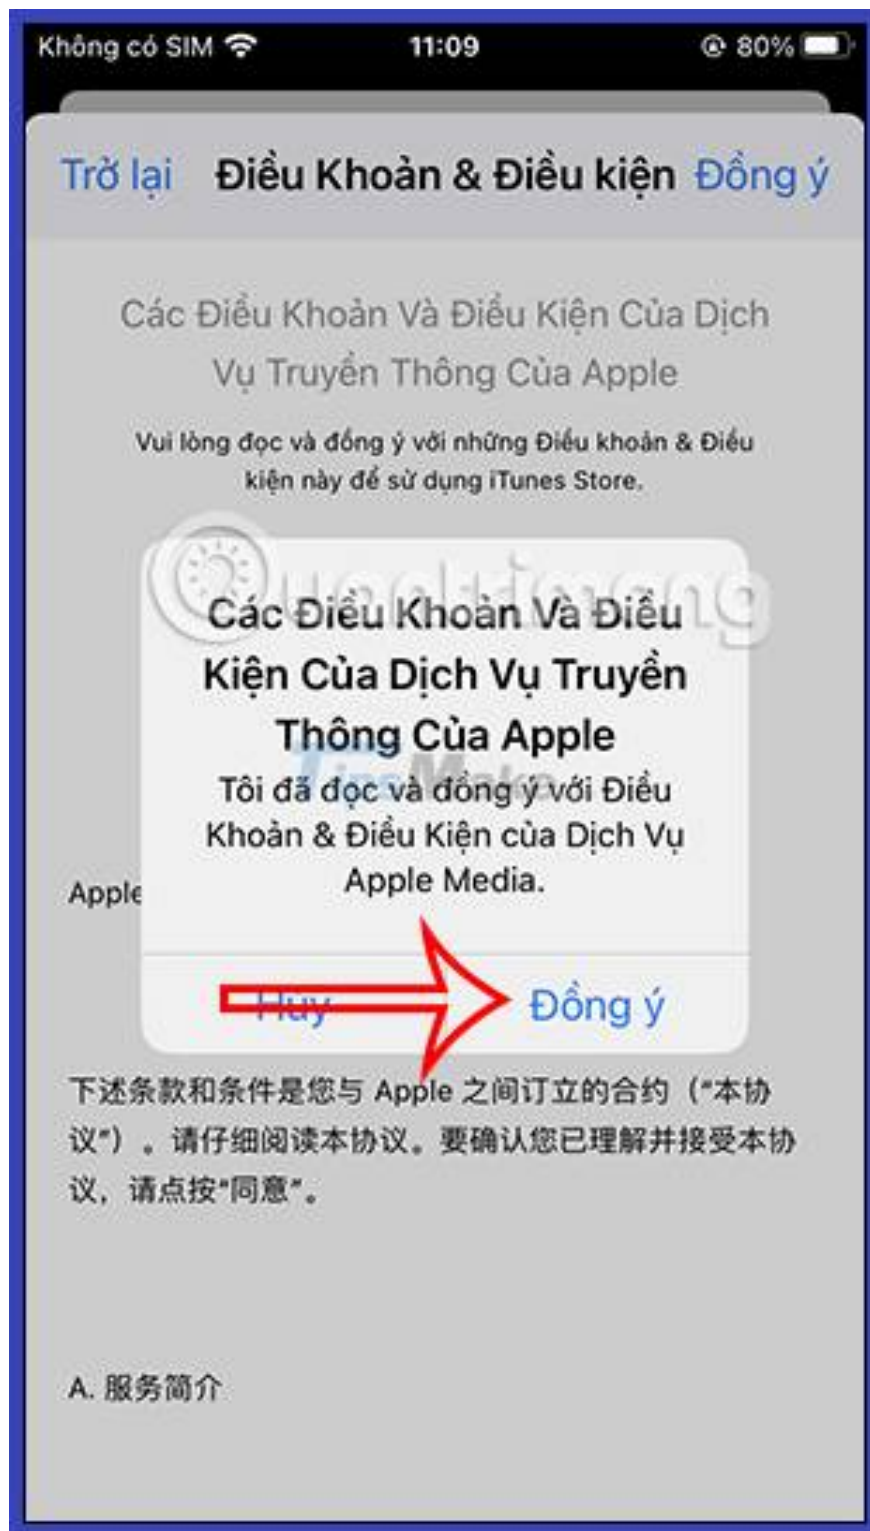 Không có SIM 11:09 80%
Trở lại Điều Khoản & Điều kiện Đồng ý
Các Điều Khoản Và Điều Kiện Của Dịch
Vụ Truyền Thông Của Apple
Vui lòng đọc và đồng ý với những Điều khoản & Điều
kiện này để sử dụng iTunes Store.
Quantrimang
Các Điều Khoản Và Điều
Kiện Của Dịch Vụ Truyền
Thông Của Apple
TipsMake
Tôi đã đọc và đồng ý với Điều
Khoản & Điều Kiện của Dịch Vụ
Apple Media.
Apple
Hủy Đồng ý
下述条款和条件是您与 Apple 之间订立的合约（“本协
议”）。请仔细阅读本协议。要确认您已理解并接受本协
议，请点按“同意”。
A. 服务简介